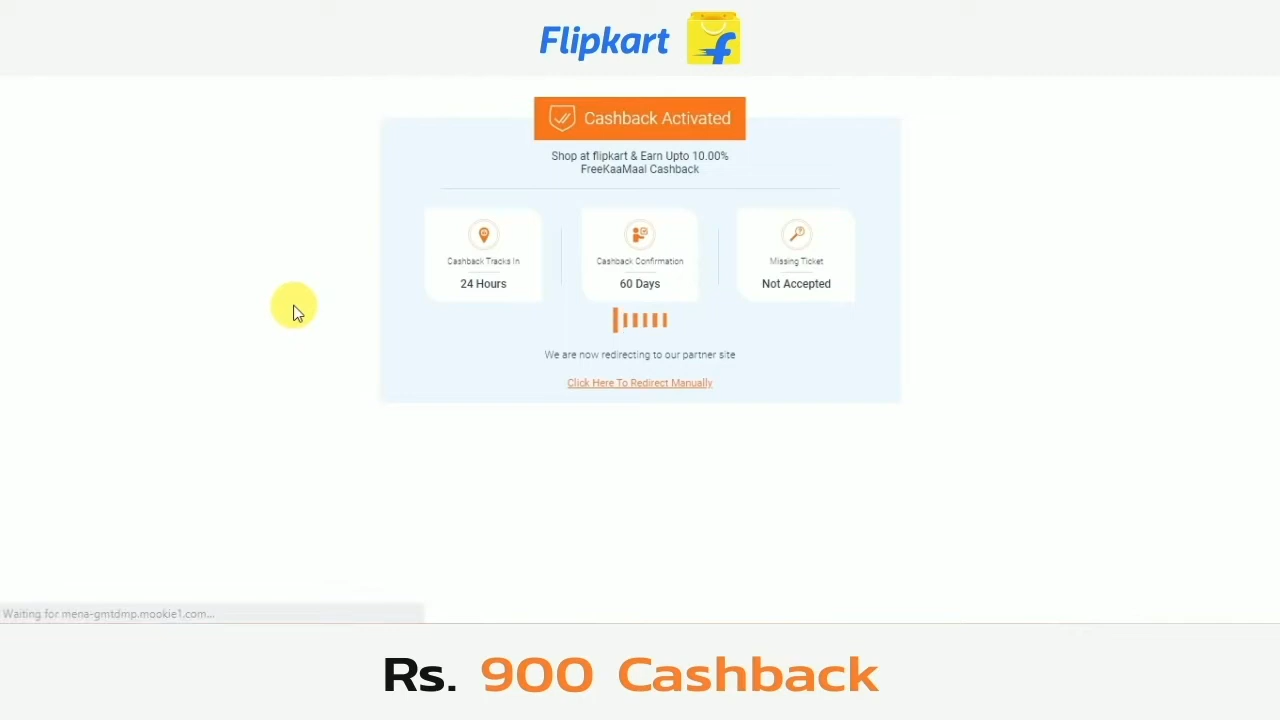 Flipkart
Cashback Activated
Shop at flipkart & Earn Upto 10.00%
FreeKaaMaal Cashback
Cashback Tracks In
24 Hours
Cashback Confirmation
60 Days
Missing Ticket
Not Accepted
We are now redirecting to our partner site
Click Here To Redirect Manually
Waiting for mena-gmtdmp.mookie1.com...
Rs. 900 Cashback